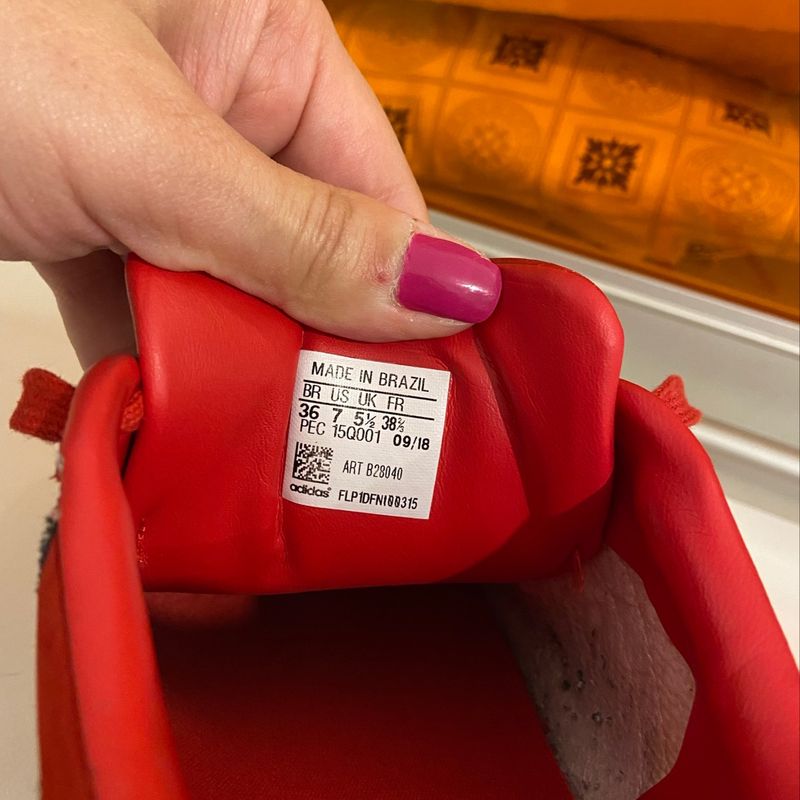 MADE IN BRAZIL
BR US UK FR
36 7 5½ 38⅔
PEC 15Q001 09/18
ART B28040
adidas® FLP1DFNI00315